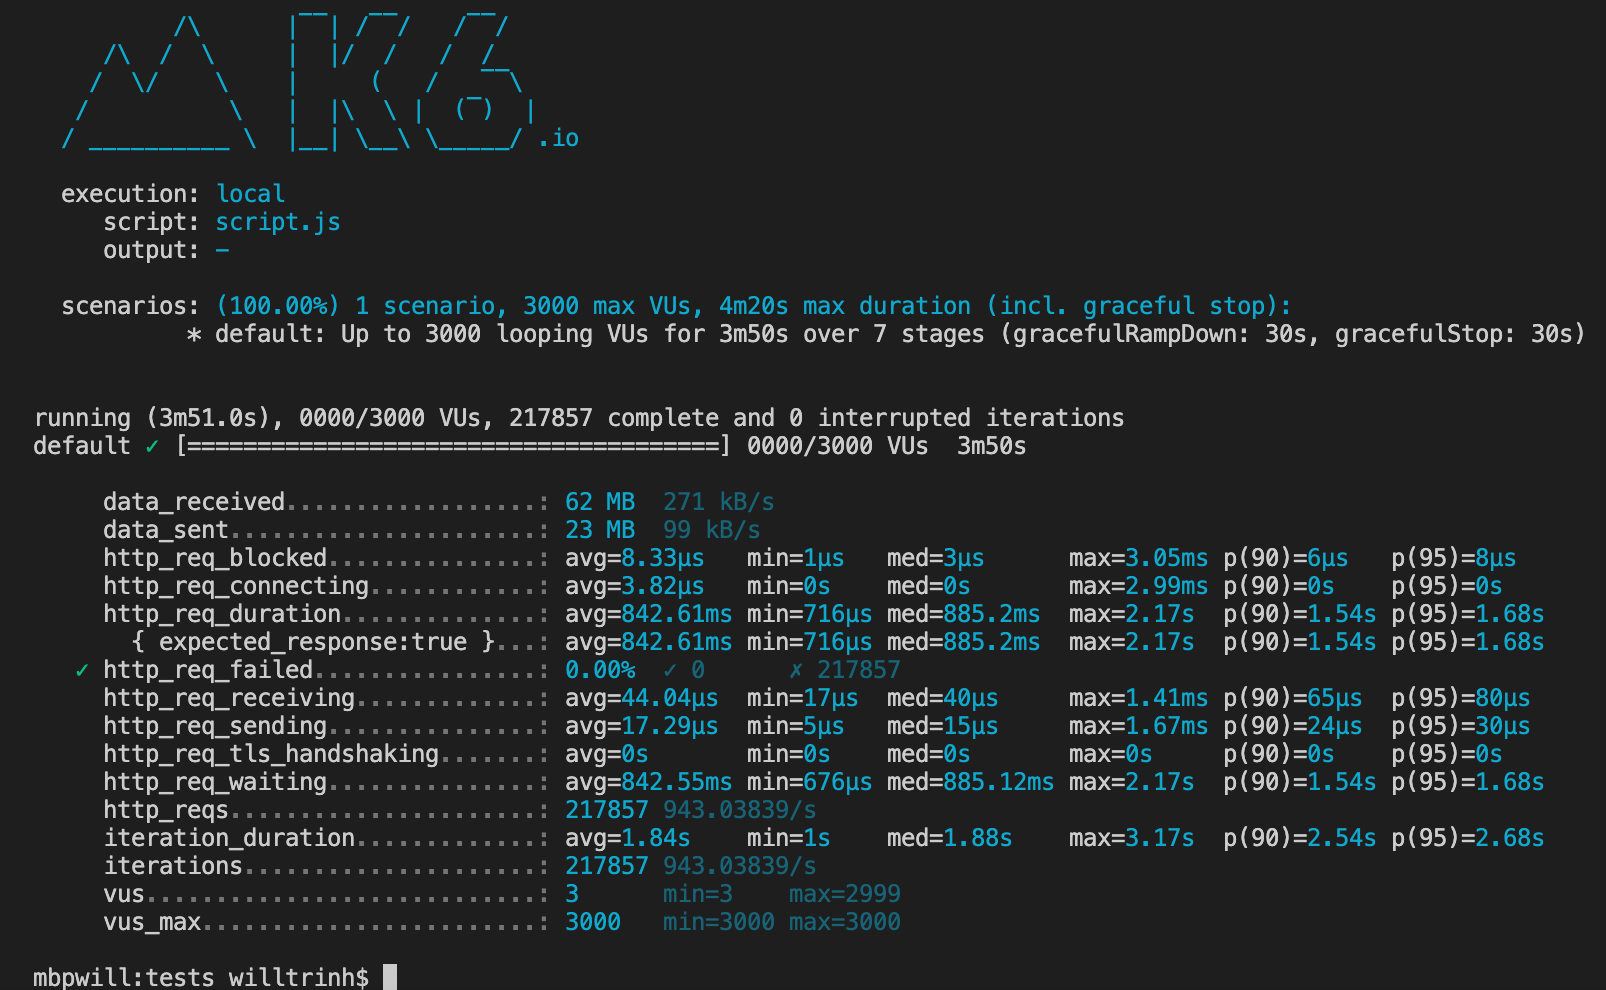 /\      |‾‾| /‾‾/   /‾‾/
     /\  /  \     |  |/  /   /  /
    /  \/    \    |     (   /   ‾‾\
   /          \   |  |\  \ |  (‾)  |
  / __________ \  |__| \__\ \_____/ .io
execution: local
script: script.js
output: -
scenarios: (100.00%) 1 scenario, 3000 max VUs, 4m20s max duration (incl. graceful stop):
* default: Up to 3000 looping VUs for 3m50s over 7 stages (gracefulRampDown: 30s, gracefulStop: 30s)
running (3m51.0s), 0000/3000 VUs, 217857 complete and 0 interrupted iterations
default ✓ [======================================] 0000/3000 VUs  3m50s
data_received..................: 62 MB  271 kB/s
data_sent......................: 23 MB  99 kB/s
http_req_blocked...............: avg=8.33µs   min=1µs   med=3µs      max=3.05ms p(90)=6µs   p(95)=8µs
http_req_connecting............: avg=3.82µs   min=0s    med=0s       max=2.99ms p(90)=0s    p(95)=0s
http_req_duration..............: avg=842.61ms min=716µs med=885.2ms  max=2.17s  p(90)=1.54s p(95)=1.68s
{ expected_response:true }...: avg=842.61ms min=716µs med=885.2ms  max=2.17s  p(90)=1.54s p(95)=1.68s
✓ http_req_failed................: 0.00%  ✓ 0      ✗ 217857
http_req_receiving.............: avg=44.04µs  min=17µs  med=40µs     max=1.41ms p(90)=65µs  p(95)=80µs
http_req_sending...............: avg=17.29µs  min=5µs   med=15µs     max=1.67ms p(90)=24µs  p(95)=30µs
http_req_tls_handshaking.......: avg=0s       min=0s    med=0s       max=0s     p(90)=0s    p(95)=0s
http_req_waiting...............: avg=842.55ms min=676µs med=885.12ms max=2.17s  p(90)=1.54s p(95)=1.68s
http_reqs......................: 217857 943.03839/s
iteration_duration.............: avg=1.84s    min=1s    med=1.88s    max=3.17s  p(90)=2.54s p(95)=2.68s
iterations.....................: 217857 943.03839/s
vus............................: 3      min=3    max=2999
vus_max........................: 3000   min=3000 max=3000
mbpwill:tests willtrinh$